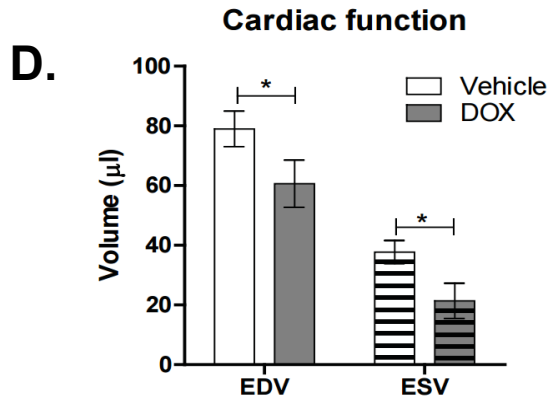 Cardiac function
D.
100
80
60
40
20
0
Volume (μl)
*
*
Vehicle
DOX
EDV
ESV